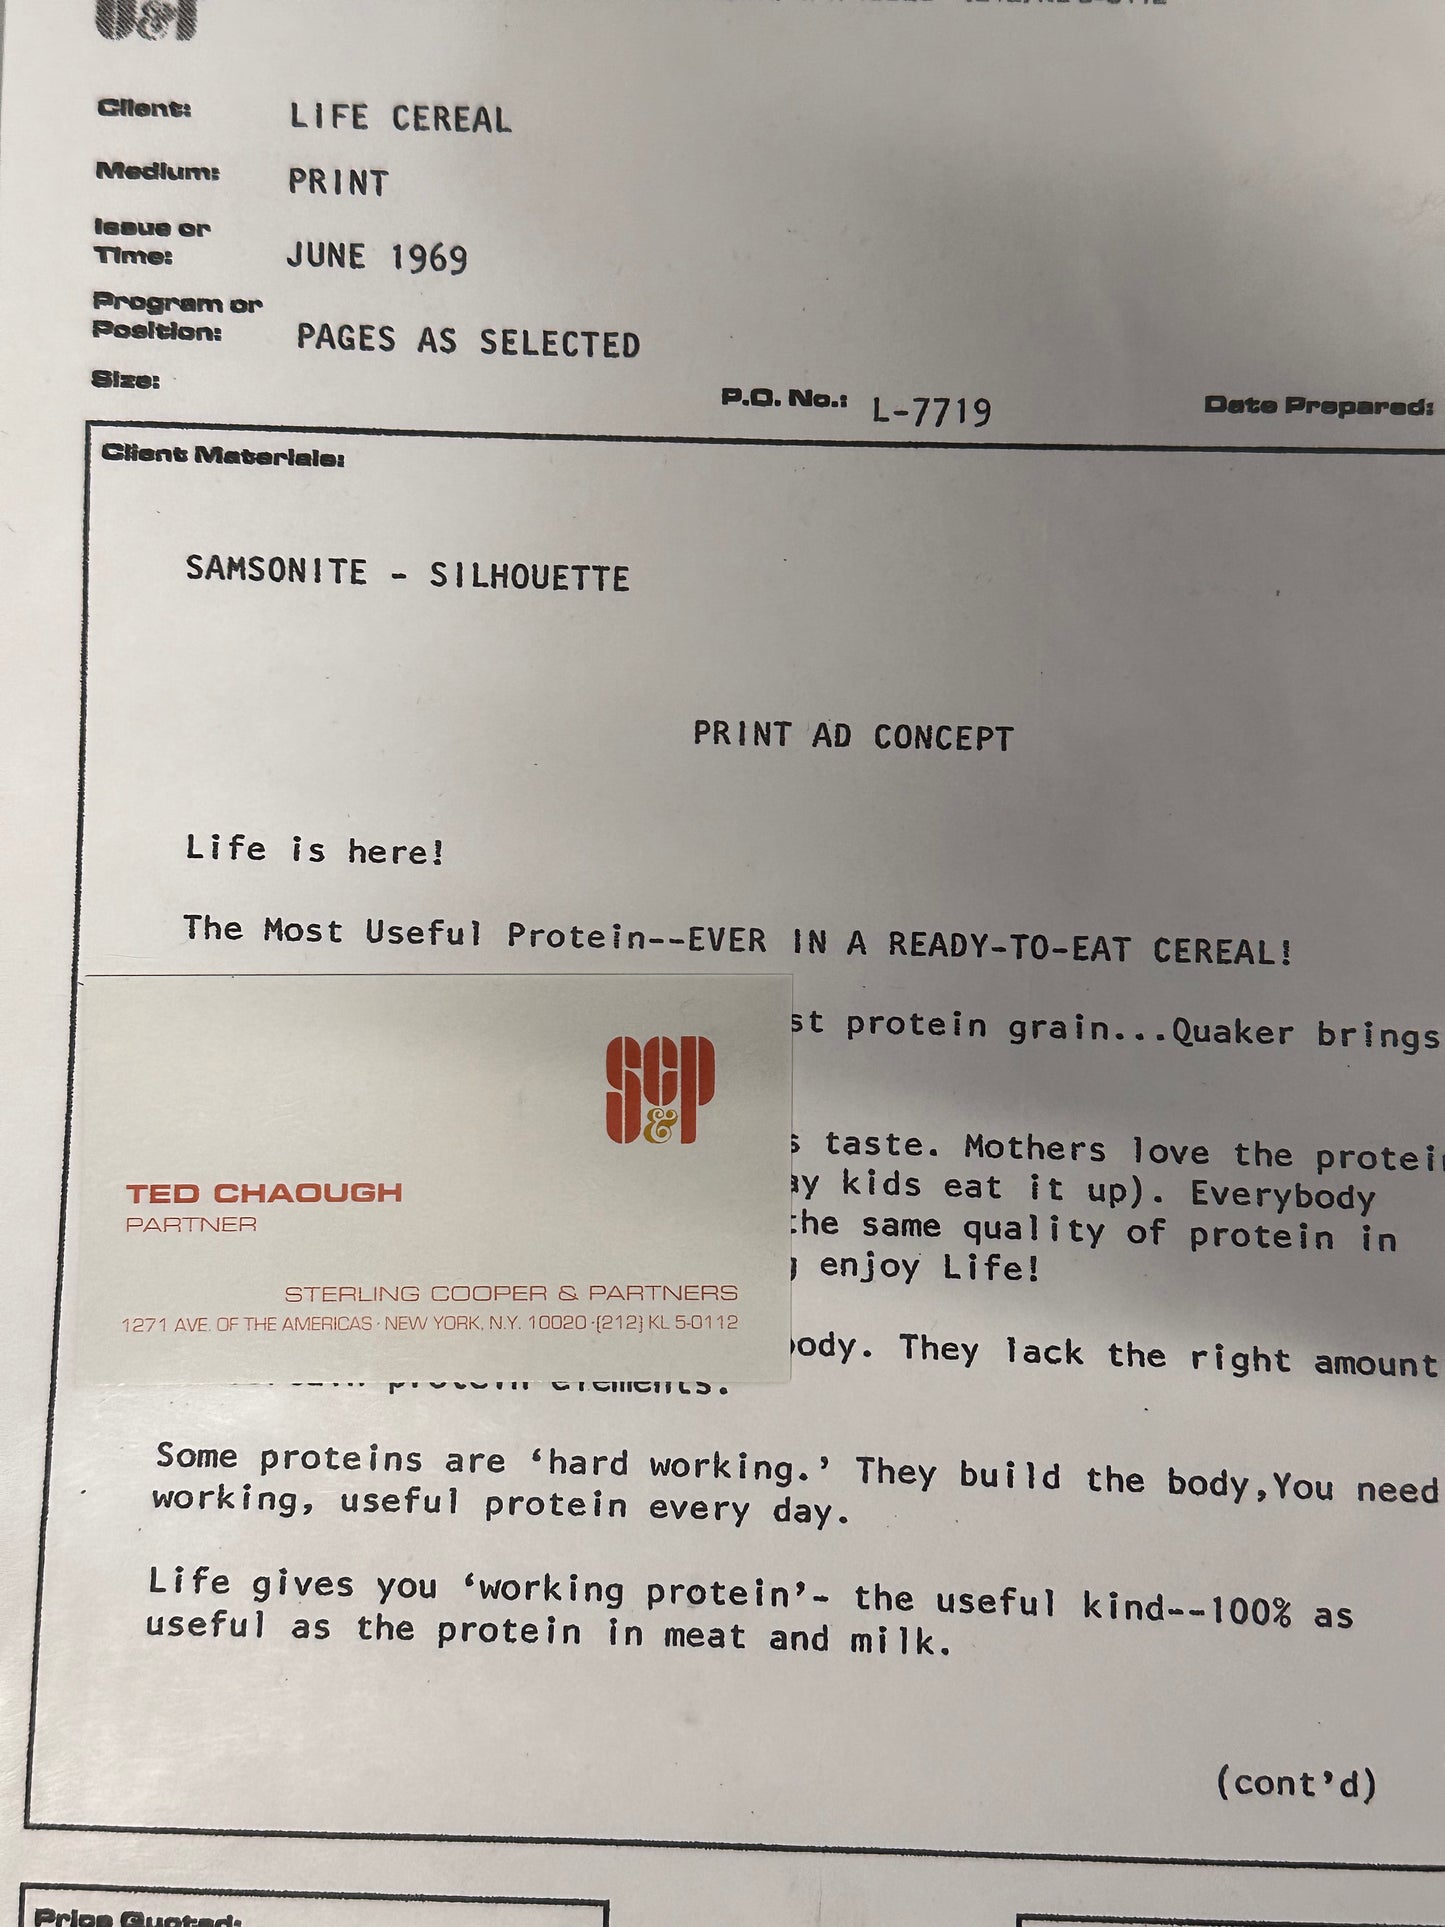 Client: LIFE CEREAL
Medium: PRINT
Issue or
Time: JUNE 1969
Program or
Position: PAGES AS SELECTED
Size:
P.O. No.: L-7719 Date Prepared:
Client Materials:
SAMSONITE - SILHOUETTE
PRINT AD CONCEPT
Life is here!
The Most Useful Protein--EVER IN A READY-TO-EAT CEREAL!
protein grain...Quaker brings
taste. Mothers love the
kids eat it up). Everybody
the same quality of protein in
enjoy Life!
They lack the right amount
protein elements.
SC&P
TED CHAOUGH
PARTNER
STERLING COOPER & PARTNERS
1271 AVE. OF THE AMERICAS · NEW YORK, N.Y. 10020 · (212) KL 5-0112
Some proteins are ‘hard working.’ They build the body,You need
working, useful protein every day.
Life gives you ‘working protein’- the useful kind--100% as
useful as the protein in meat and milk.
(cont’d)
Price Quoted: